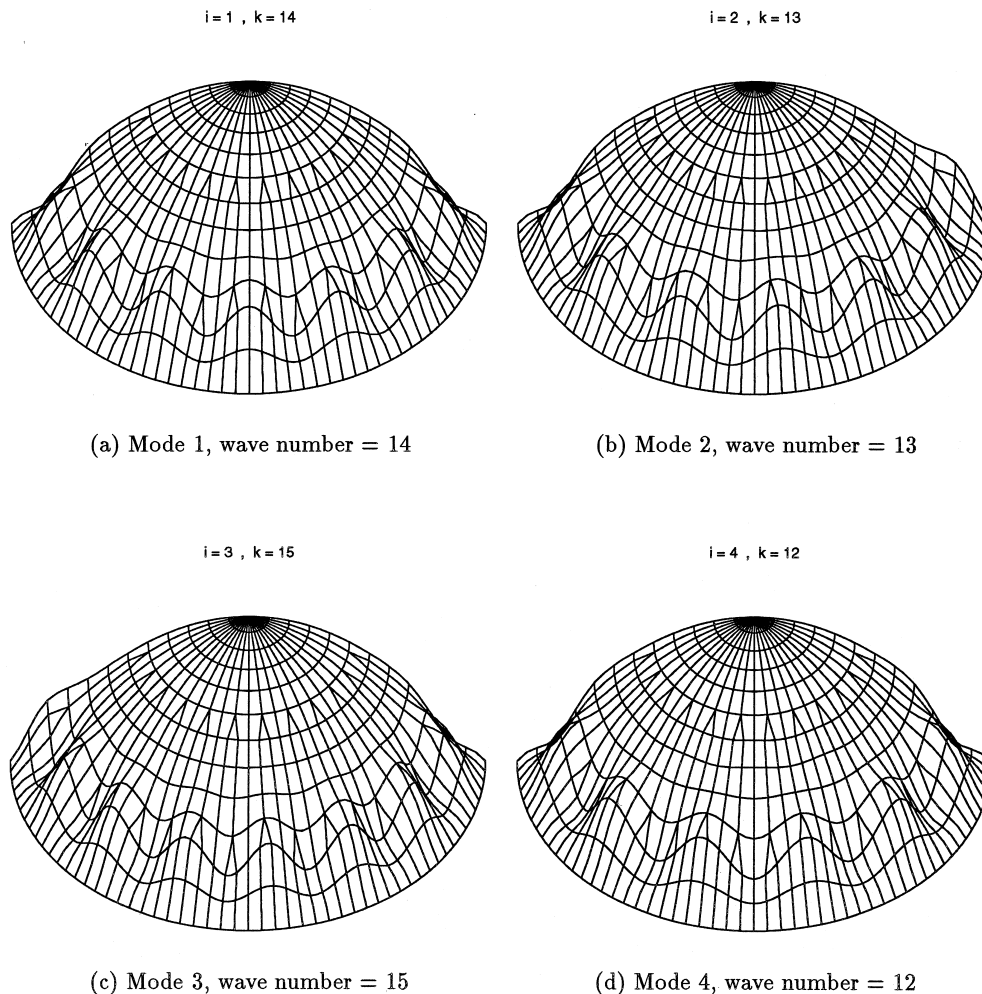 i=1 , k=14
i=2 , k=13
(a) Mode 1, wave number = 14
(b) Mode 2, wave number = 13
i=3 , k=15
i=4 , k=12
(c) Mode 3, wave number = 15
(d) Mode 4, wave number = 12